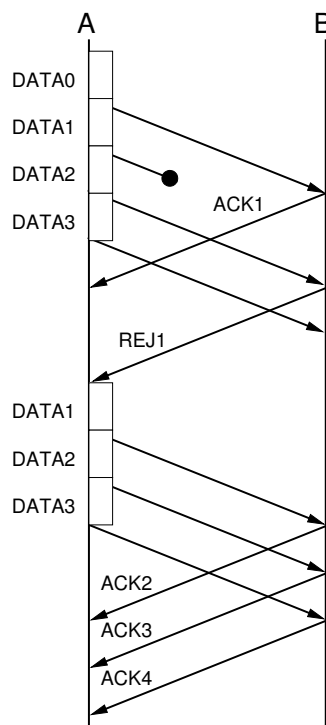 A B
DATA0
DATA1
DATA2
ACK1
DATA3
REJ1
DATA1
DATA2
DATA3
ACK2
ACK3
ACK4